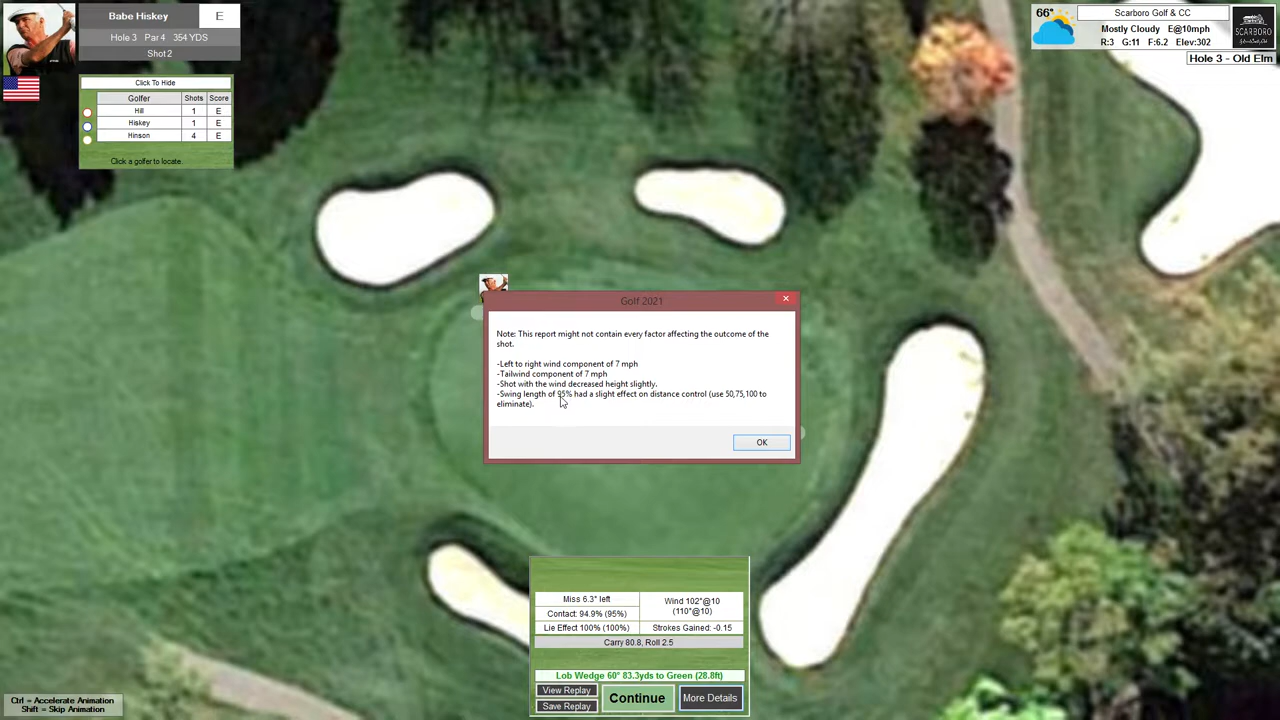 Babe Hiskey
E
Hole 3 Par 4 354 YDS
Shot 2
Click To Hide
Golfer Shots Score
Hill 1 E
Hiskey 1 E
Hinson 4 E
Click a golfer to locate.
66°
Scarboro Golf & CC
Mostly Cloudy E@10mph
R:3 G:11 F:6.2 Elev:302
SCARBORO
Hole 3 - Old Elm
Golf 2021
Note: This report might not contain every factor affecting the outcome of the
shot.
-Left to right wind component of 7 mph
-Tailwind component of 7 mph
-Shot with the wind decreased height slightly.
-Swing length of 95% had a slight effect on distance control (use 50,75,100 to
eliminate).
OK
Miss 6.3° left
Contact: 94.9% (95%)
Lie Effect 100% (100%)
Wind 102°@10
(110°@10)
Strokes Gained: -0.15
Carry 80.8, Roll 2.5
Lob Wedge 60° 83.3yds to Green (28.8ft)
View Replay
Save Replay
Continue
More Details
Ctrl = Accelerate Animation
Shift = Skip Animation